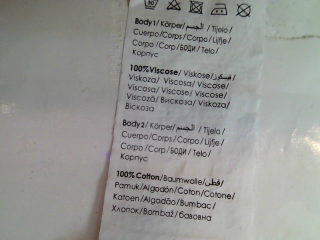 Body1/Körper/الجسم/Tijelo/
Cuerpo/Corps/Corpo/Lijfje/
Corpo/Corp/БОДИ/Telo/
Корпус
100%Viscose/Viskose/فيسكوز/
Viskoza/Viscosa/Viscose/
Viscosa/Viscose/Viscose/
Viscoză/Вискоза/Viskoza/
Віскоза
Body2/Körper/الجسم/Tijelo/
Cuerpo/Corps/Corpo/Lijfje/
Corpo/Corp/БОДИ/Telo/
Корпус
100%Cotton/Baumwolle/قطن/
Pamuk/Algodón/Coton/Cotone/
Katoen/Algodão/Bumbac/
Хлопок/Bombaž/бавовна